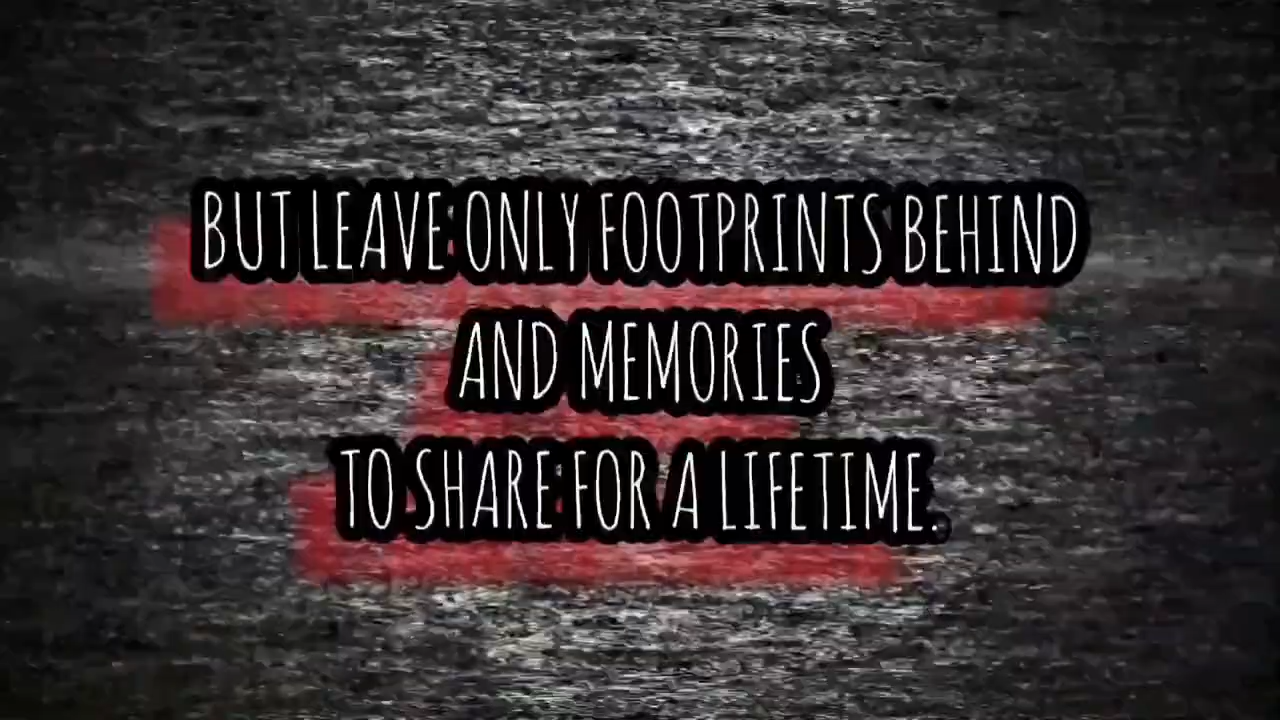 BUT LEAVE ONLY FOOTPRINTS BEHIND
AND MEMORIES
TO SHARE FOR A LIFETIME.